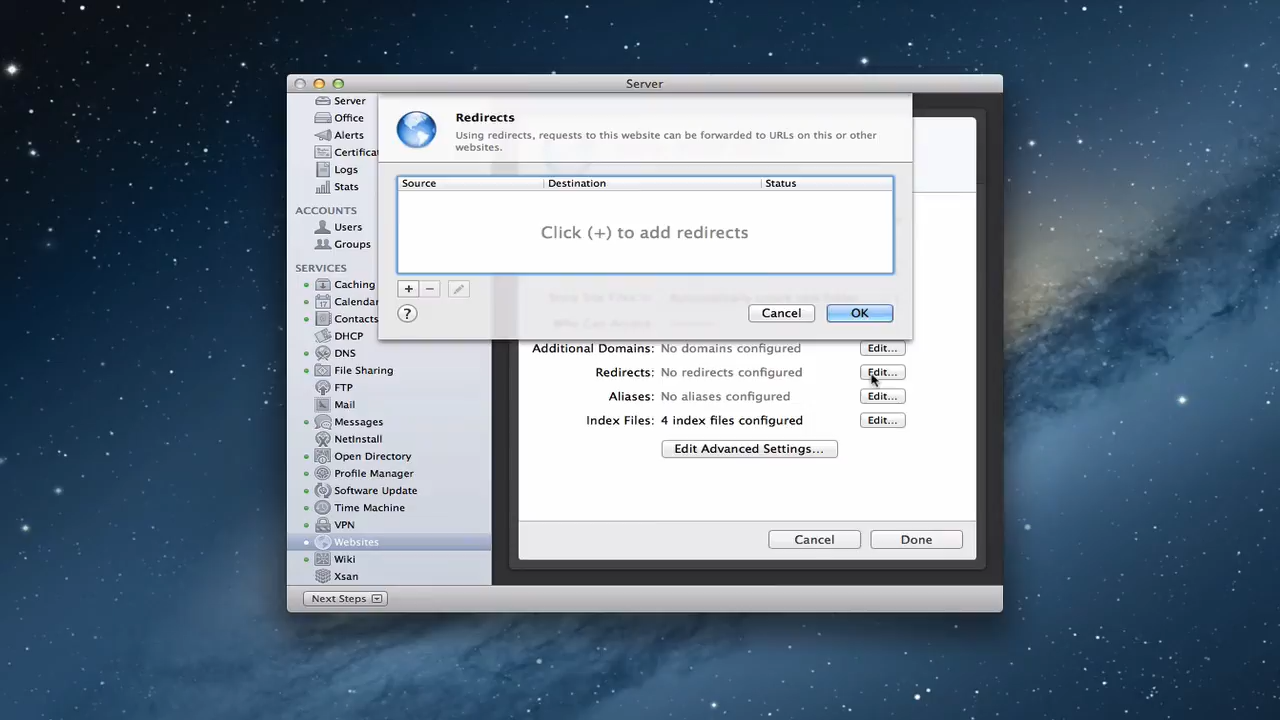 Server
Redirects
Using redirects, requests to this website can be forwarded to URLs on this or other
websites.
Source Destination Status
Click (+) to add redirects
+ −
?
Cancel OK
Server
Office
Alerts
Certifica
Logs
Stats
ACCOUNTS
Users
Groups
SERVICES
Caching
Calendar
Contacts
DHCP
DNS
File Sharing
FTP
Mail
Messages
NetInstall
Open Directory
Profile Manager
Software Update
Time Machine
VPN
Websites
Wiki
Xsan
Additional Domains: No domains configured Edit...
Redirects: No redirects configured Edit...
Aliases: No aliases configured Edit...
Index Files: 4 index files configured Edit...
Edit Advanced Settings...
Cancel Done
Next Steps